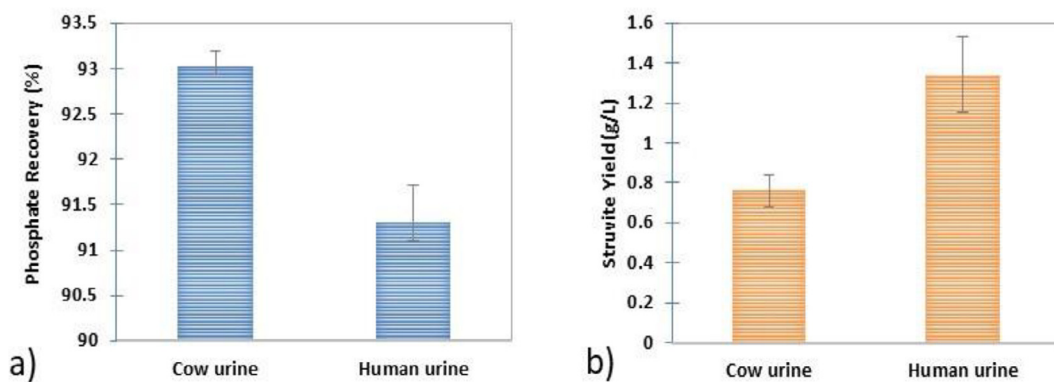 Phosphate Recovery (%)
93.5
93
92.5
92
91.5
91
90.5
90
Cow urine
Human urine
a)
Struvite Yield(g/L)
1.6
1.4
1.2
1
0.8
0.6
0.4
0.2
0
Cow urine
Human urine
b)